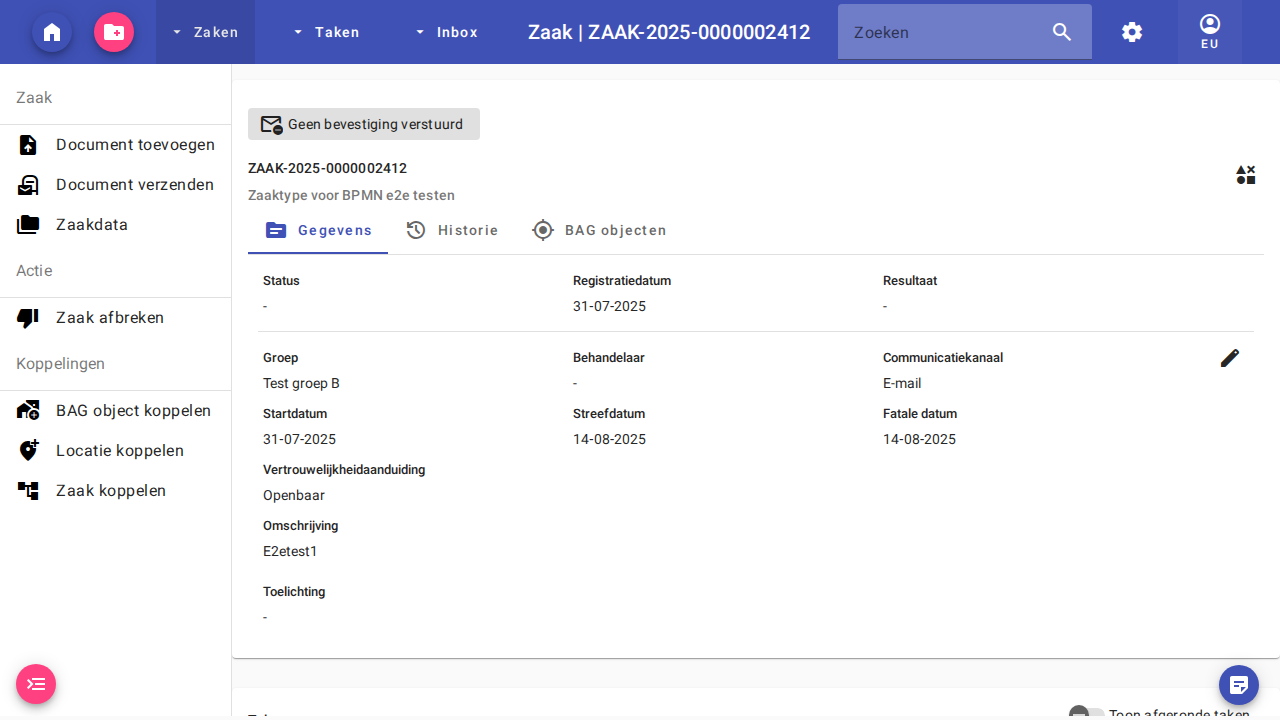 Zaken
Taken
Inbox
Zaak | ZAAK-2025-0000002412
Zoeken
EU
Zaak
Document toevoegen
Document verzenden
Zaakdata
Actie
Zaak afbreken
Koppelingen
BAG object koppelen
Locatie koppelen
Zaak koppelen
Geen bevestiging verstuurd
ZAAK-2025-0000002412
Zaaktype voor BPMN e2e testen
Gegevens
Historie
BAG objecten
Status
-
Registratiedatum
31-07-2025
Resultaat
-
Groep
Test groep B
Behandelaar
-
Communicatiekanaal
E-mail
Startdatum
31-07-2025
Streefdatum
14-08-2025
Fatale datum
14-08-2025
Vertrouwelijkheidaanduiding
Openbaar
Omschrijving
E2etest1
Toelichting
-
Toon afgeronde taken